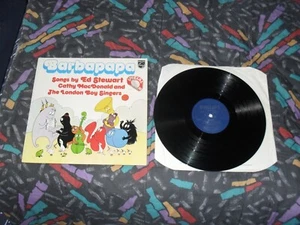 Barbapapa
Songs by Ed Stewart
Cathy MacDonald and
The London Boy Singers